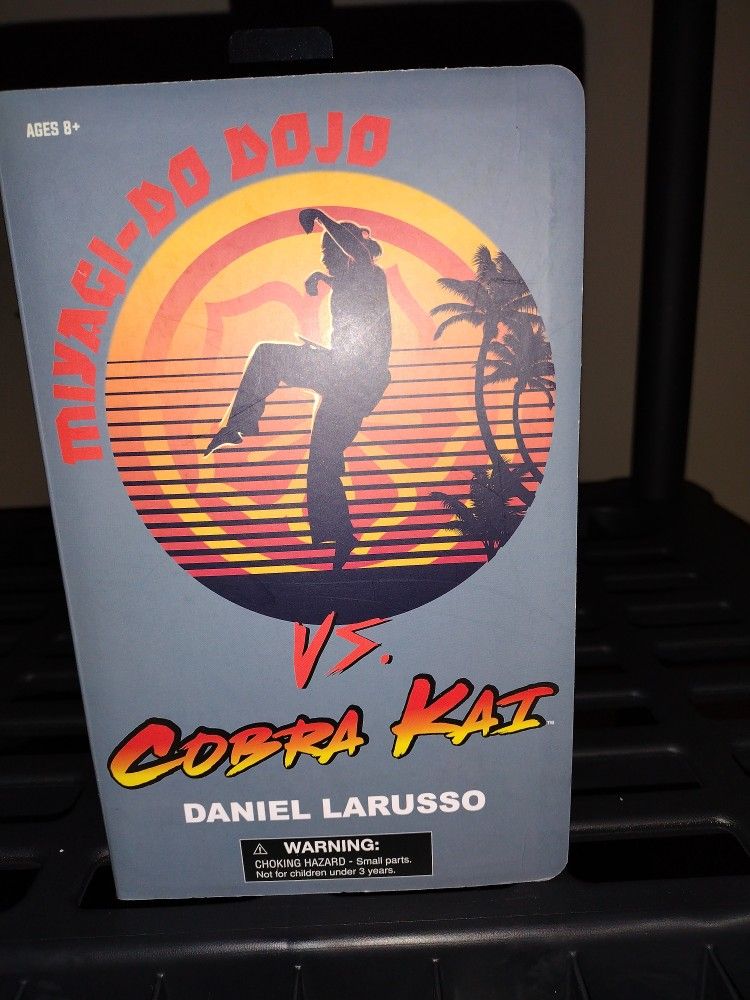 AGES 8+
MIYAGI-DO DOJO
VS.
COBRA KAI™
DANIEL LARUSSO
⚠ WARNING:
CHOKING HAZARD - Small parts.
Not for children under 3 years.